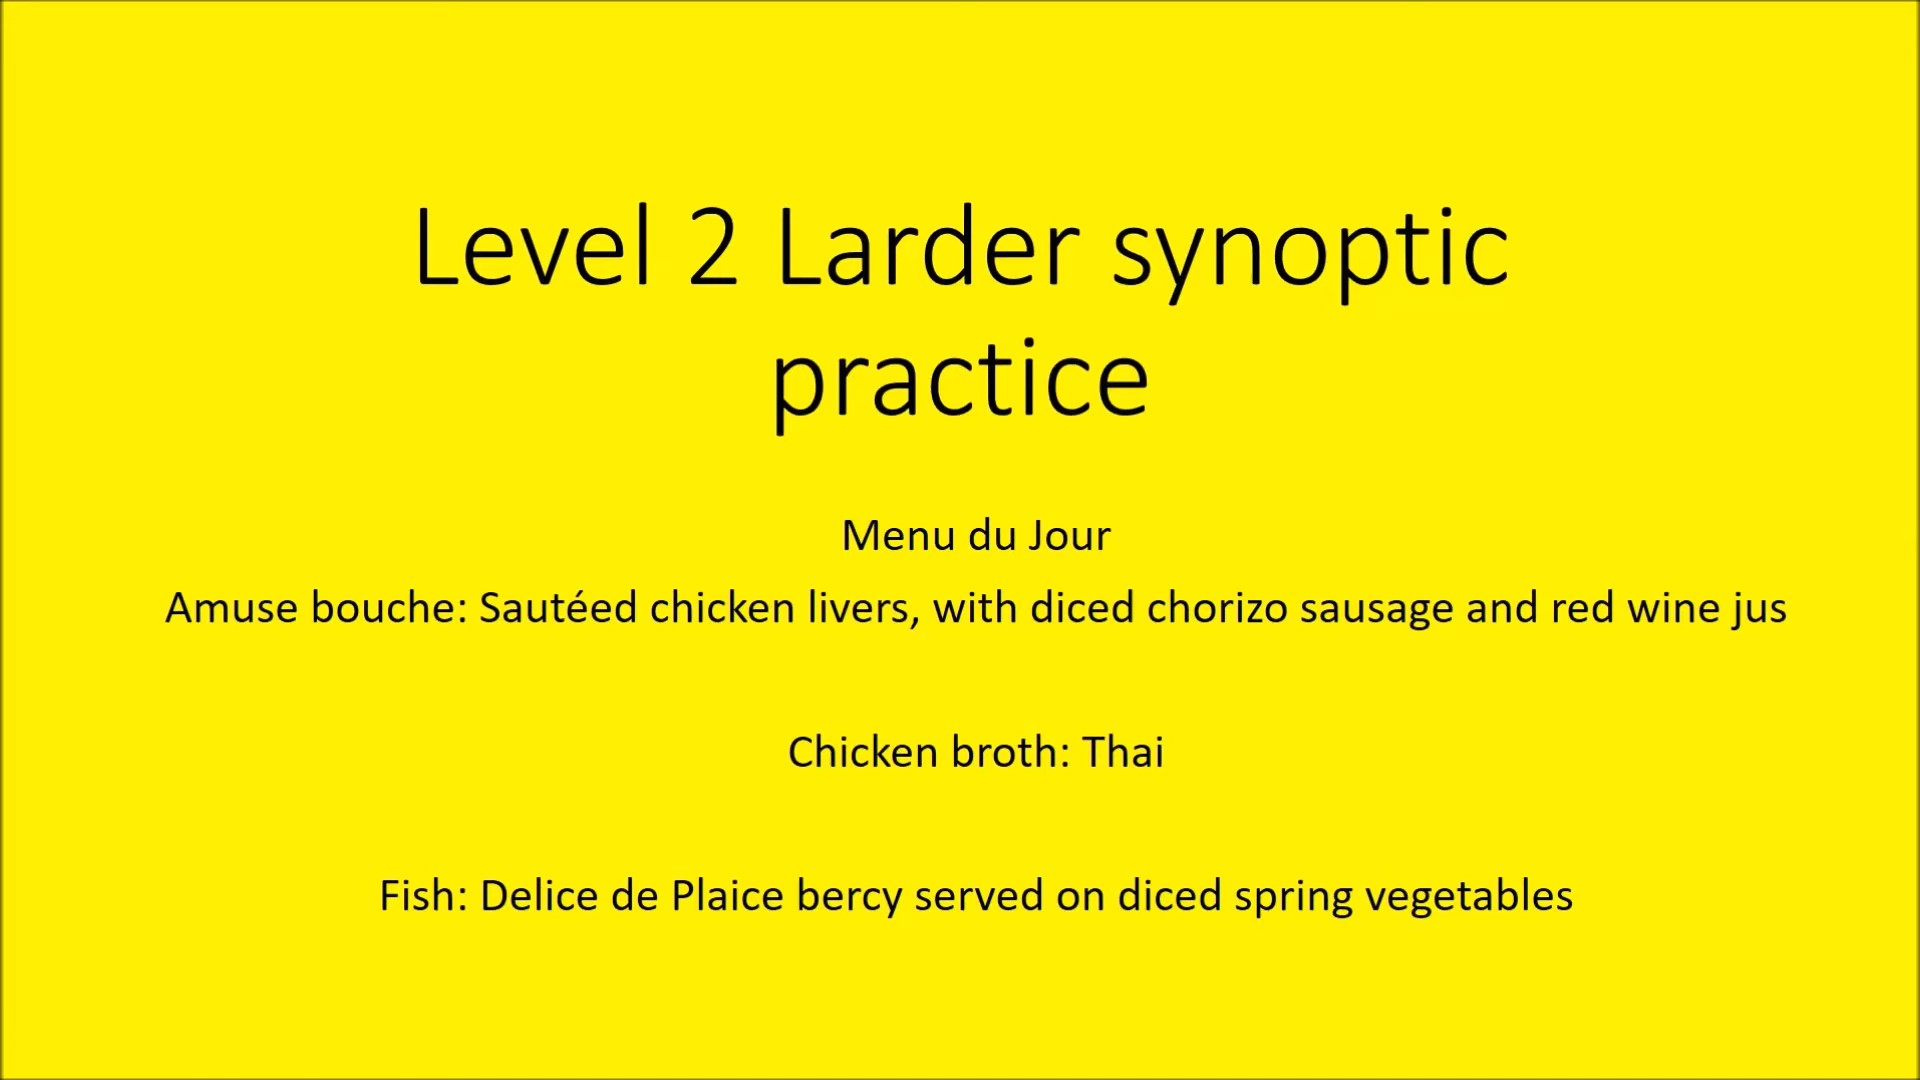 Level 2 Larder synoptic
practice
Menu du Jour
Amuse bouche: Sautéed chicken livers, with diced chorizo sausage and red wine jus
Chicken broth: Thai
Fish: Delice de Plaice bercy served on diced spring vegetables